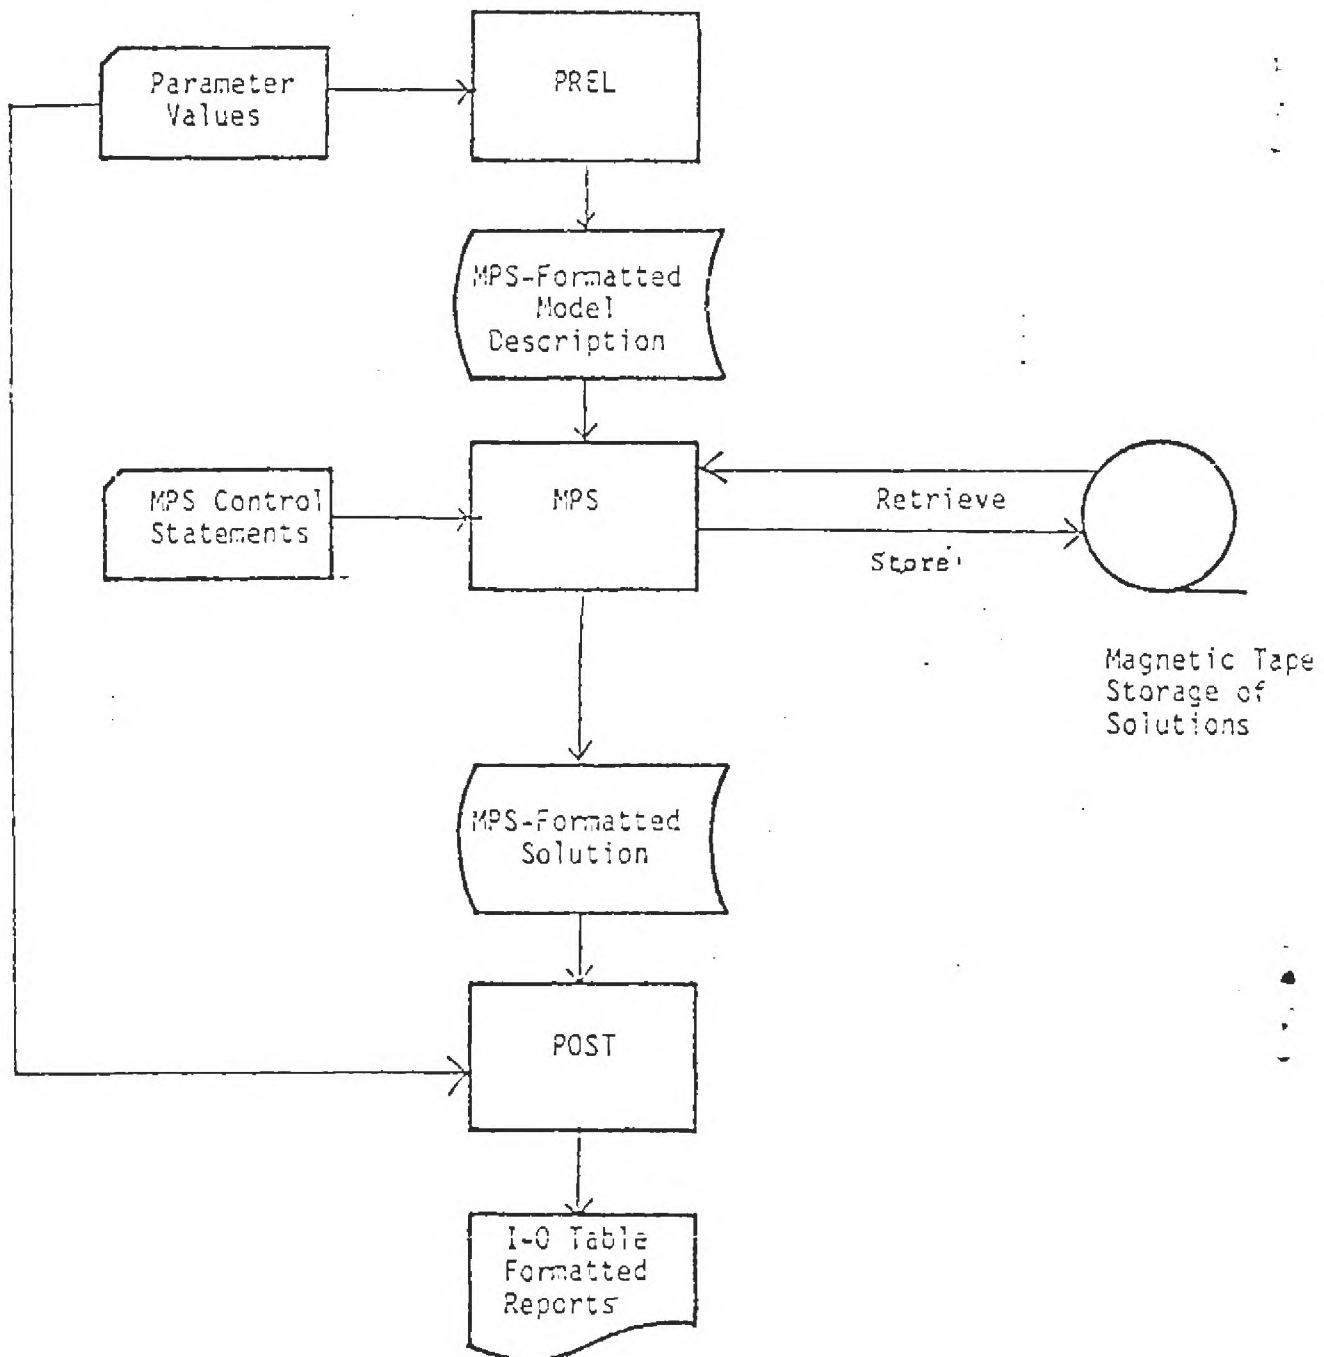 Parameter
Values
PREL
MPS-Formatted
Model
Description
MPS Control
Statements
MPS
Retrieve
Store
Magnetic Tape
Storage of
Solutions
MPS-Formatted
Solution
POST
I-O Table
Formatted
Reports